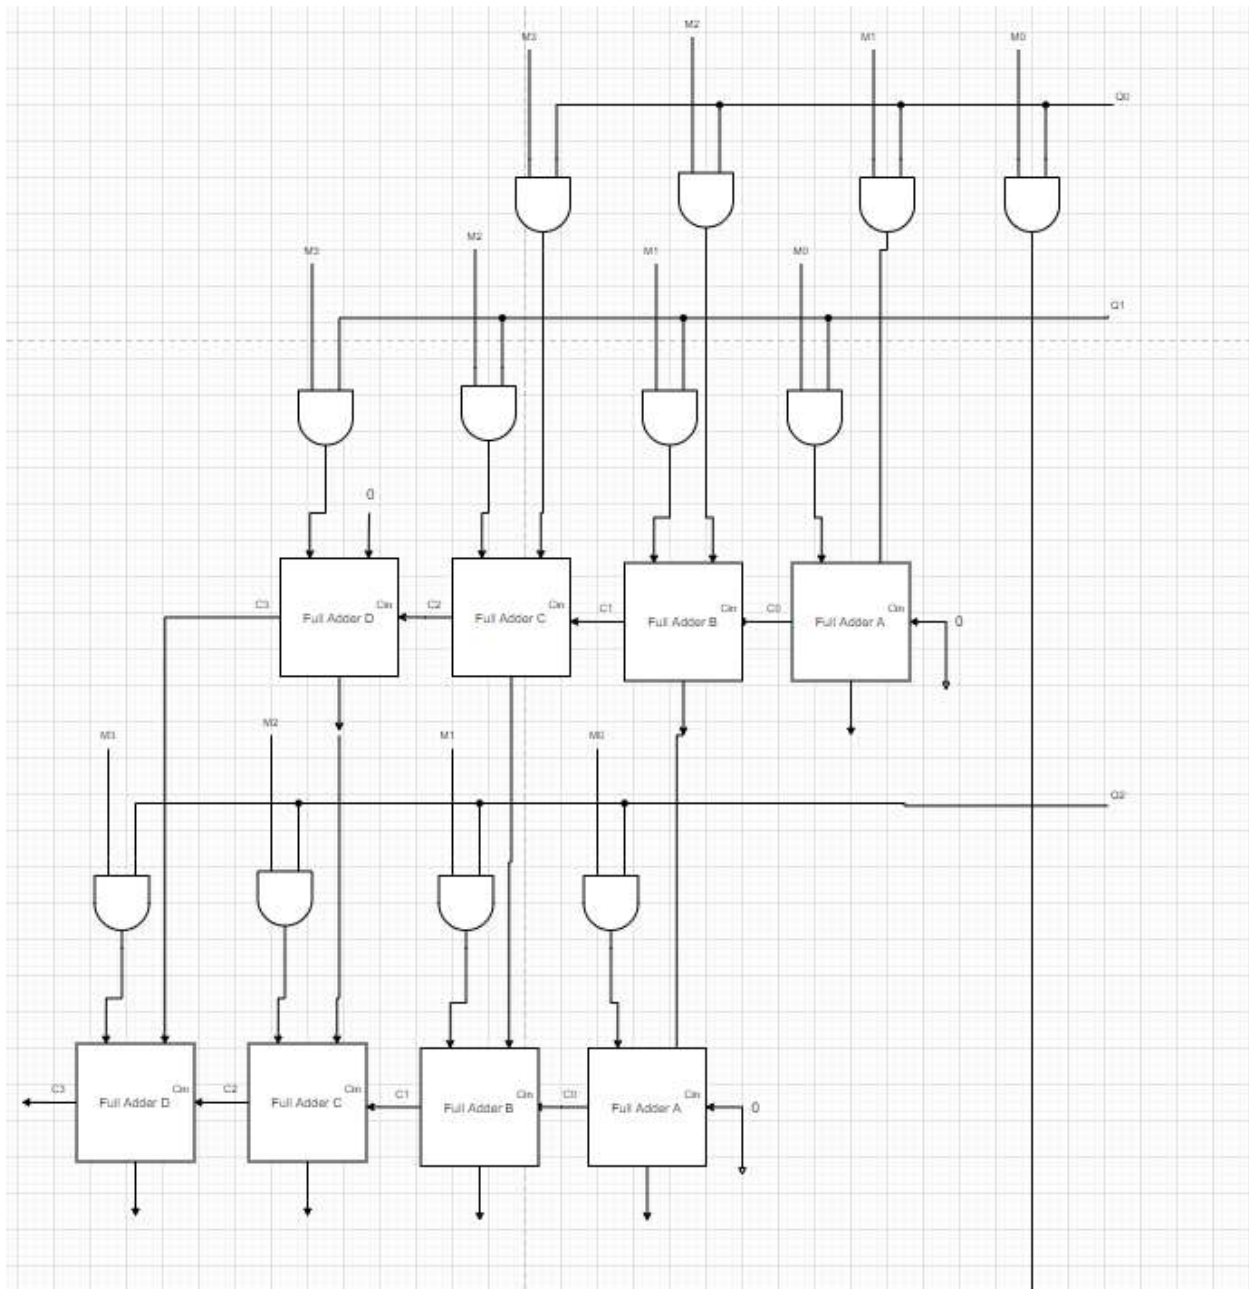 M3 M2 M1 M0
Q0
M3 M2 M1 M0
Q1
0
C3 Full Adder D Cin C2 Full Adder C Cin C1 Full Adder B Cin C0 Full Adder A Cin 0
M3 M2 M1 M0
Q2
C3 Full Adder D Cin C2 Full Adder C Cin C1 Full Adder B Cin C0 Full Adder A Cin 0